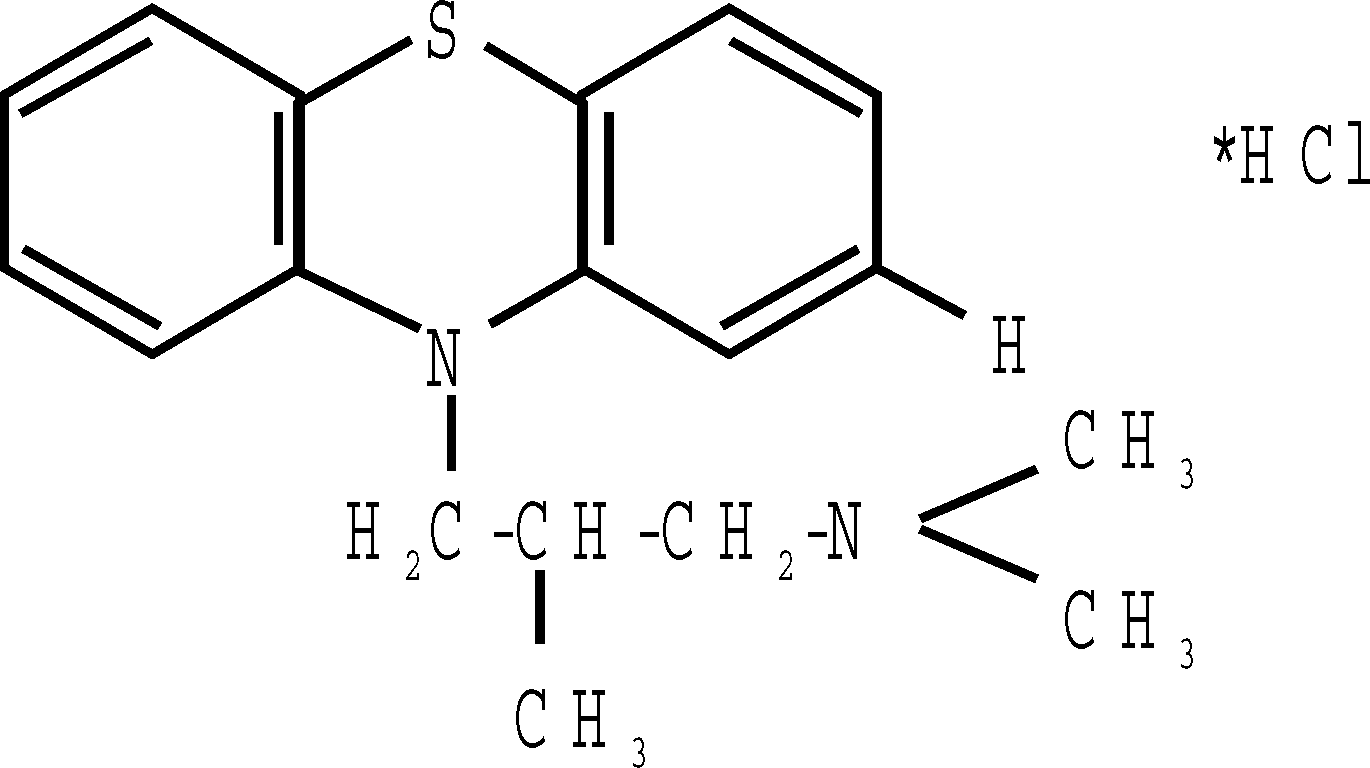 S
*HCl
N
H
CH3
H2C-CH-CH2-N
CH3
CH3